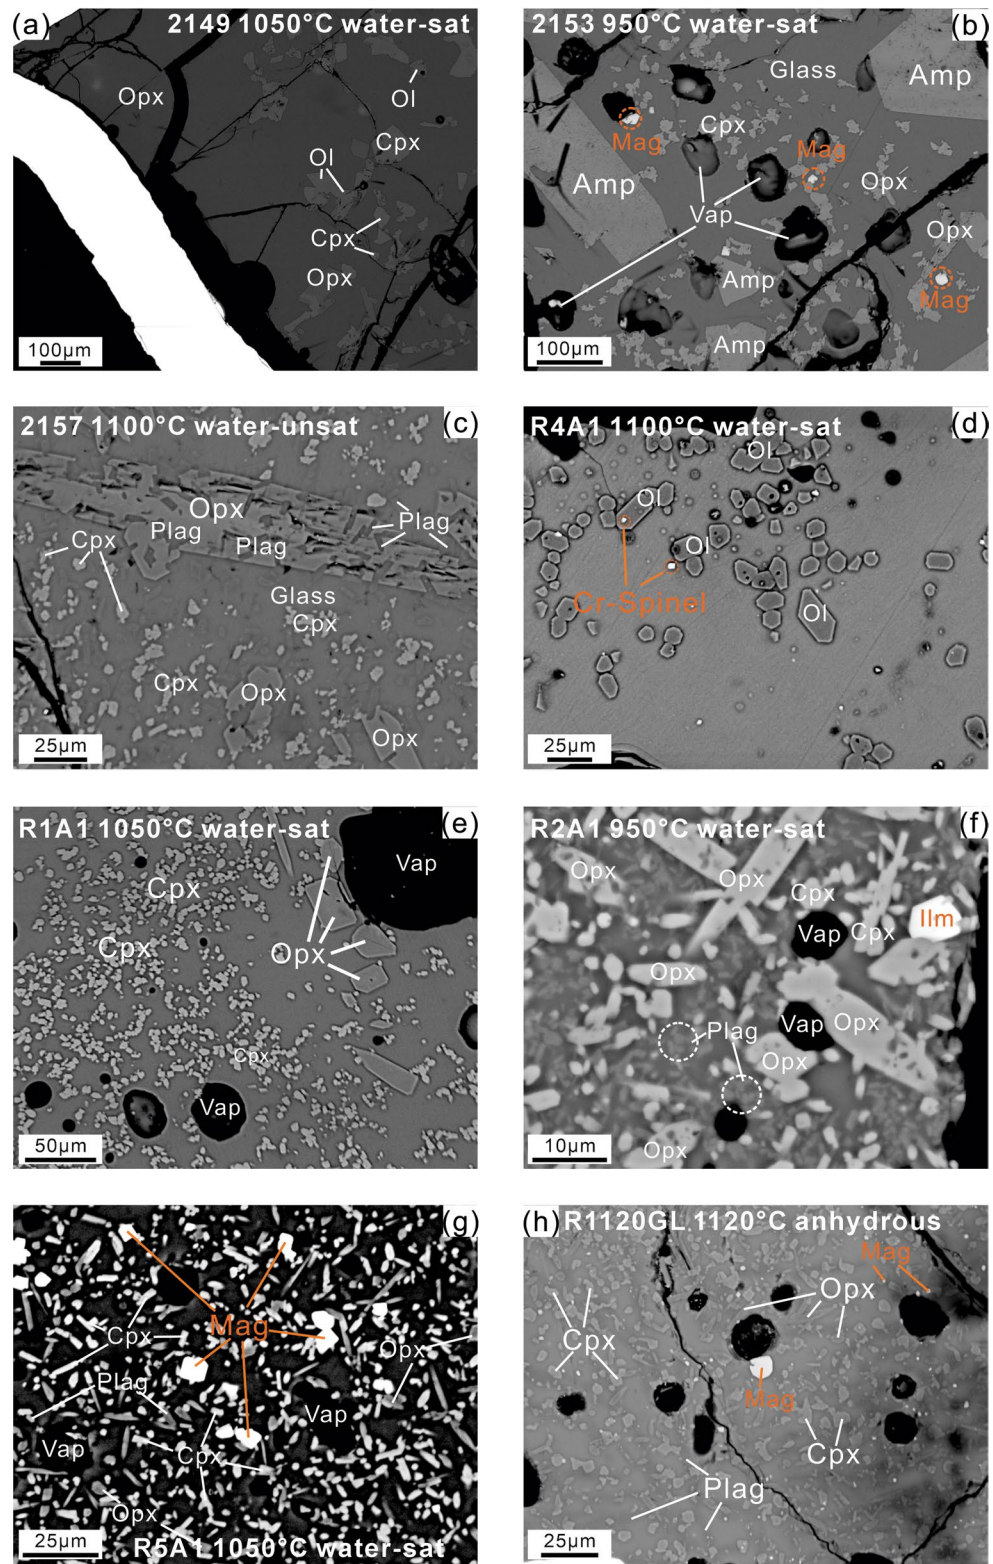 (a) 2149 1050°C water-sat
Opx
Ol
Cpx
Ol
Cpx
Opx
100μm
2153 950°C water-sat (b)
Glass
Amp
Mag
Cpx
Mag
Amp
Opx
Vap
Opx
Amp
Mag
Amp
100μm
2157 1100°C water-unsat (c)
Opx
Plag
Plag
Cpx
Plag
Glass
Cpx
Cpx
Opx
Opx
25μm
R4A1 1100°C water-sat (d)
Ol
Ol
Ol
Cr-Spinel
Ol
25μm
R1A1 1050°C water-sat (e)
Vap
Cpx
Cpx
Opx
Cpx
Vap
50μm
R2A1 950°C water-sat (f)
Opx
Opx
Cpx
Ilm
Vap
Cpx
Opx
Plag
Vap
Opx
Opx
Opx
10μm
(g)
Cpx
Mag
Opx
Plag
Vap
Vap
Cpx
Opx
25μm
R5A1 1050°C water-sat
(h) R1120GL 1120°C anhydrous
Mag
Opx
Cpx
Mag
Cpx
Plag
25μm